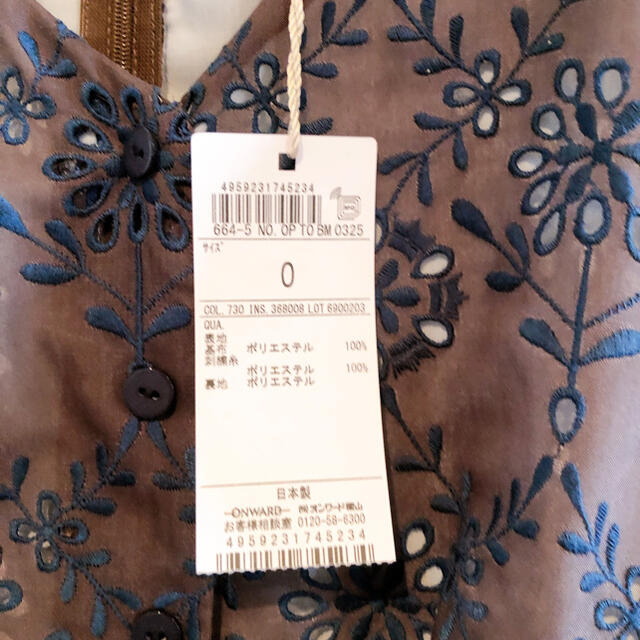 4959231745234
664-5 NO. OP TO BM 0325
サイズ
0
COL. 730 INS. 368008 LOT 6900203
QUA.
表地
基布 ポリエステル 100%
刺繍糸
ポリエステル 100%
裏地 ポリエステル
日本製
—ONWARD— ㈱オンワード樫山
お客様相談室 0120-58-6300
4959231745234